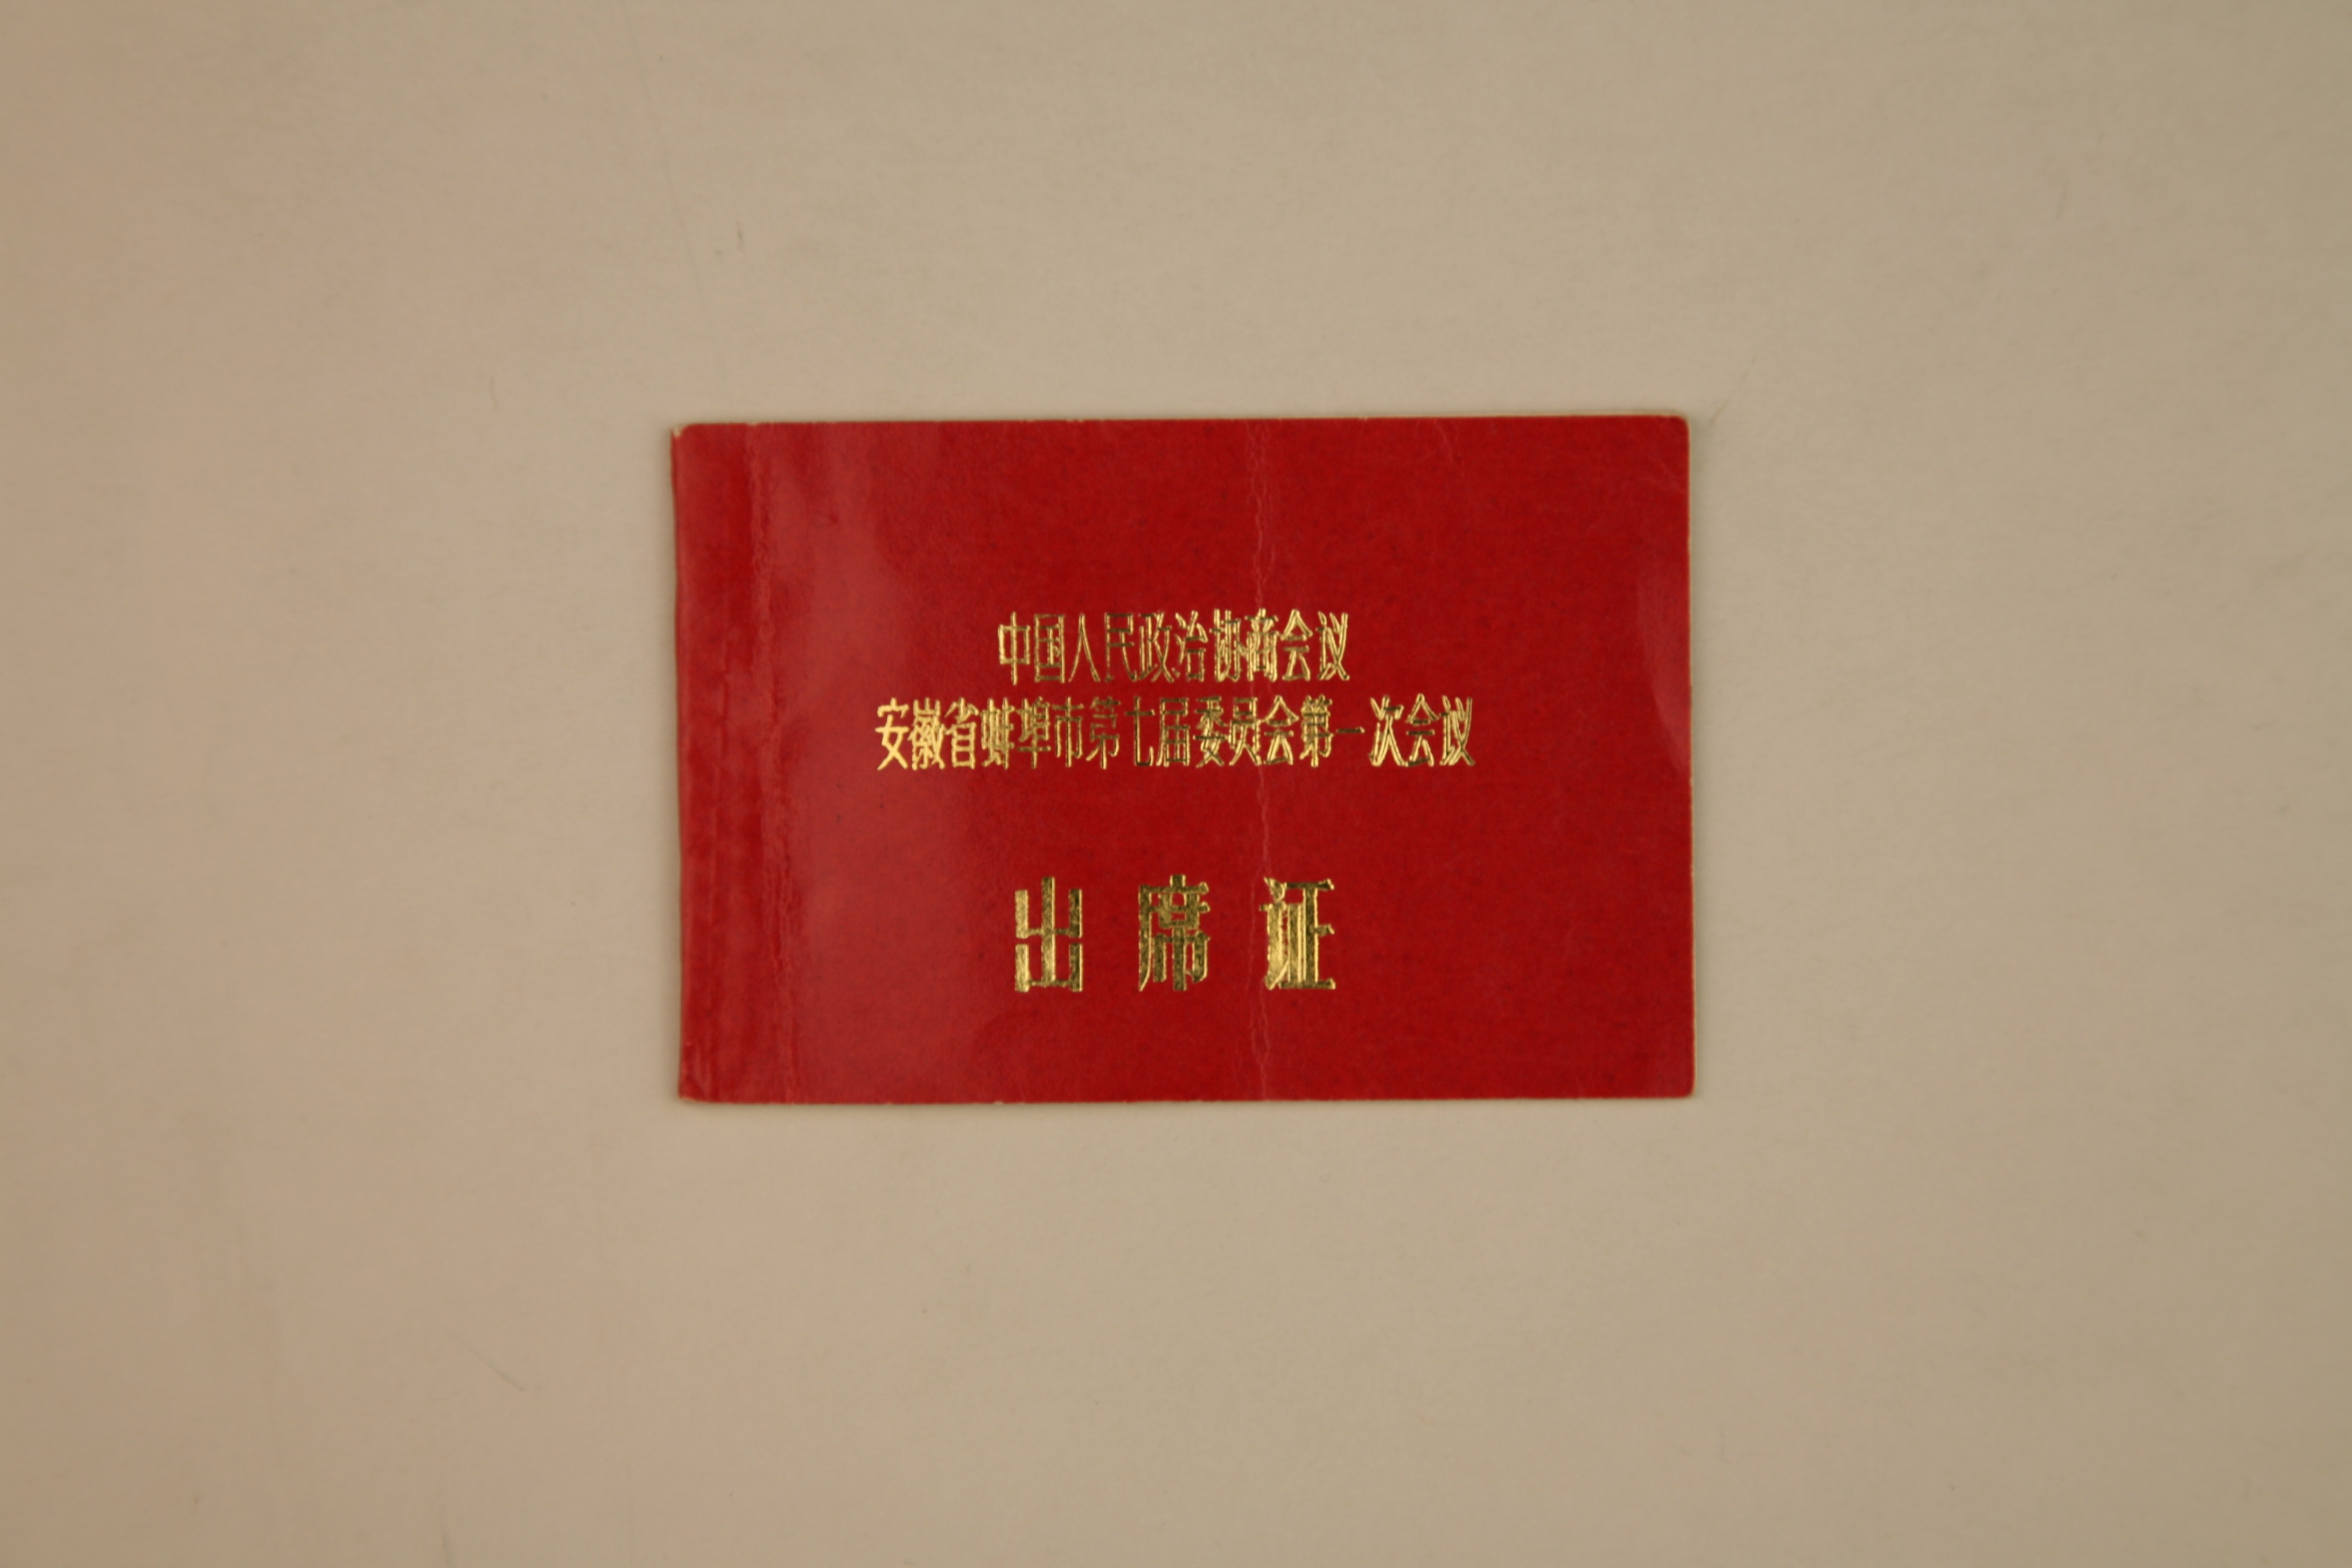 中国人民政治协商会议
安徽省蚌埠市第七届委员会第一次会议
出席证